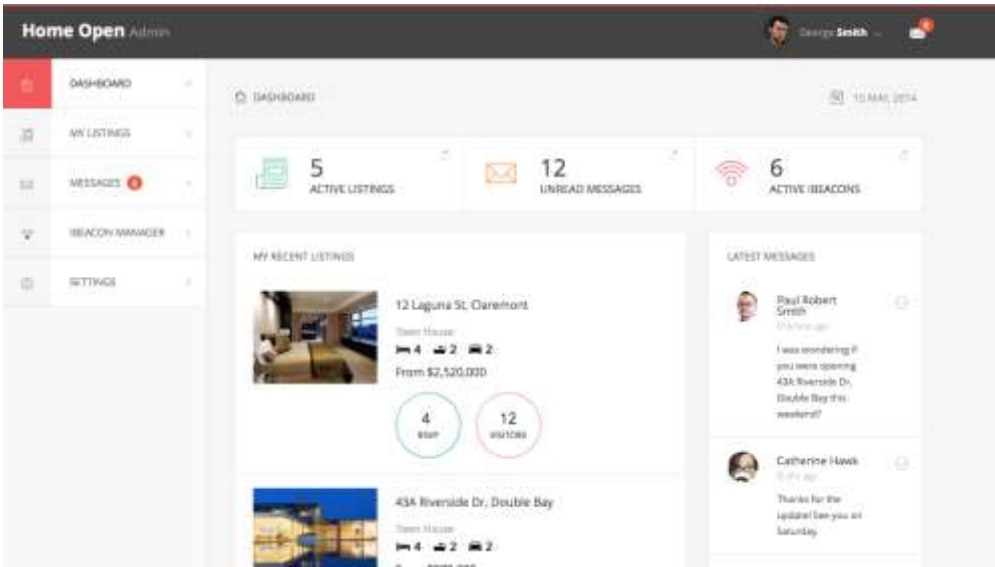 Home Open Admin
George Smith
DASHBOARD
MY LISTINGS
MESSAGES
IBEACON MANAGER
SETTINGS
DASHBOARD
15 MAY, 2014
5
ACTIVE LISTINGS
12
UNREAD MESSAGES
6
ACTIVE IBEACONS
MY RECENT LISTINGS
12 Laguna St, Claremont
Town House
4 2 2
From $2,520,000
4
RSVP
12
VISITORS
43A Riverside Dr, Double Bay
Town House
4 2 2
LATEST MESSAGES
Paul Robert
Smith
I was wondering if
you were opening
43A Riverside Dr,
Double Bay this
weekend?
Catherine Hawk
Thanks for the
update! See you on
Saturday.